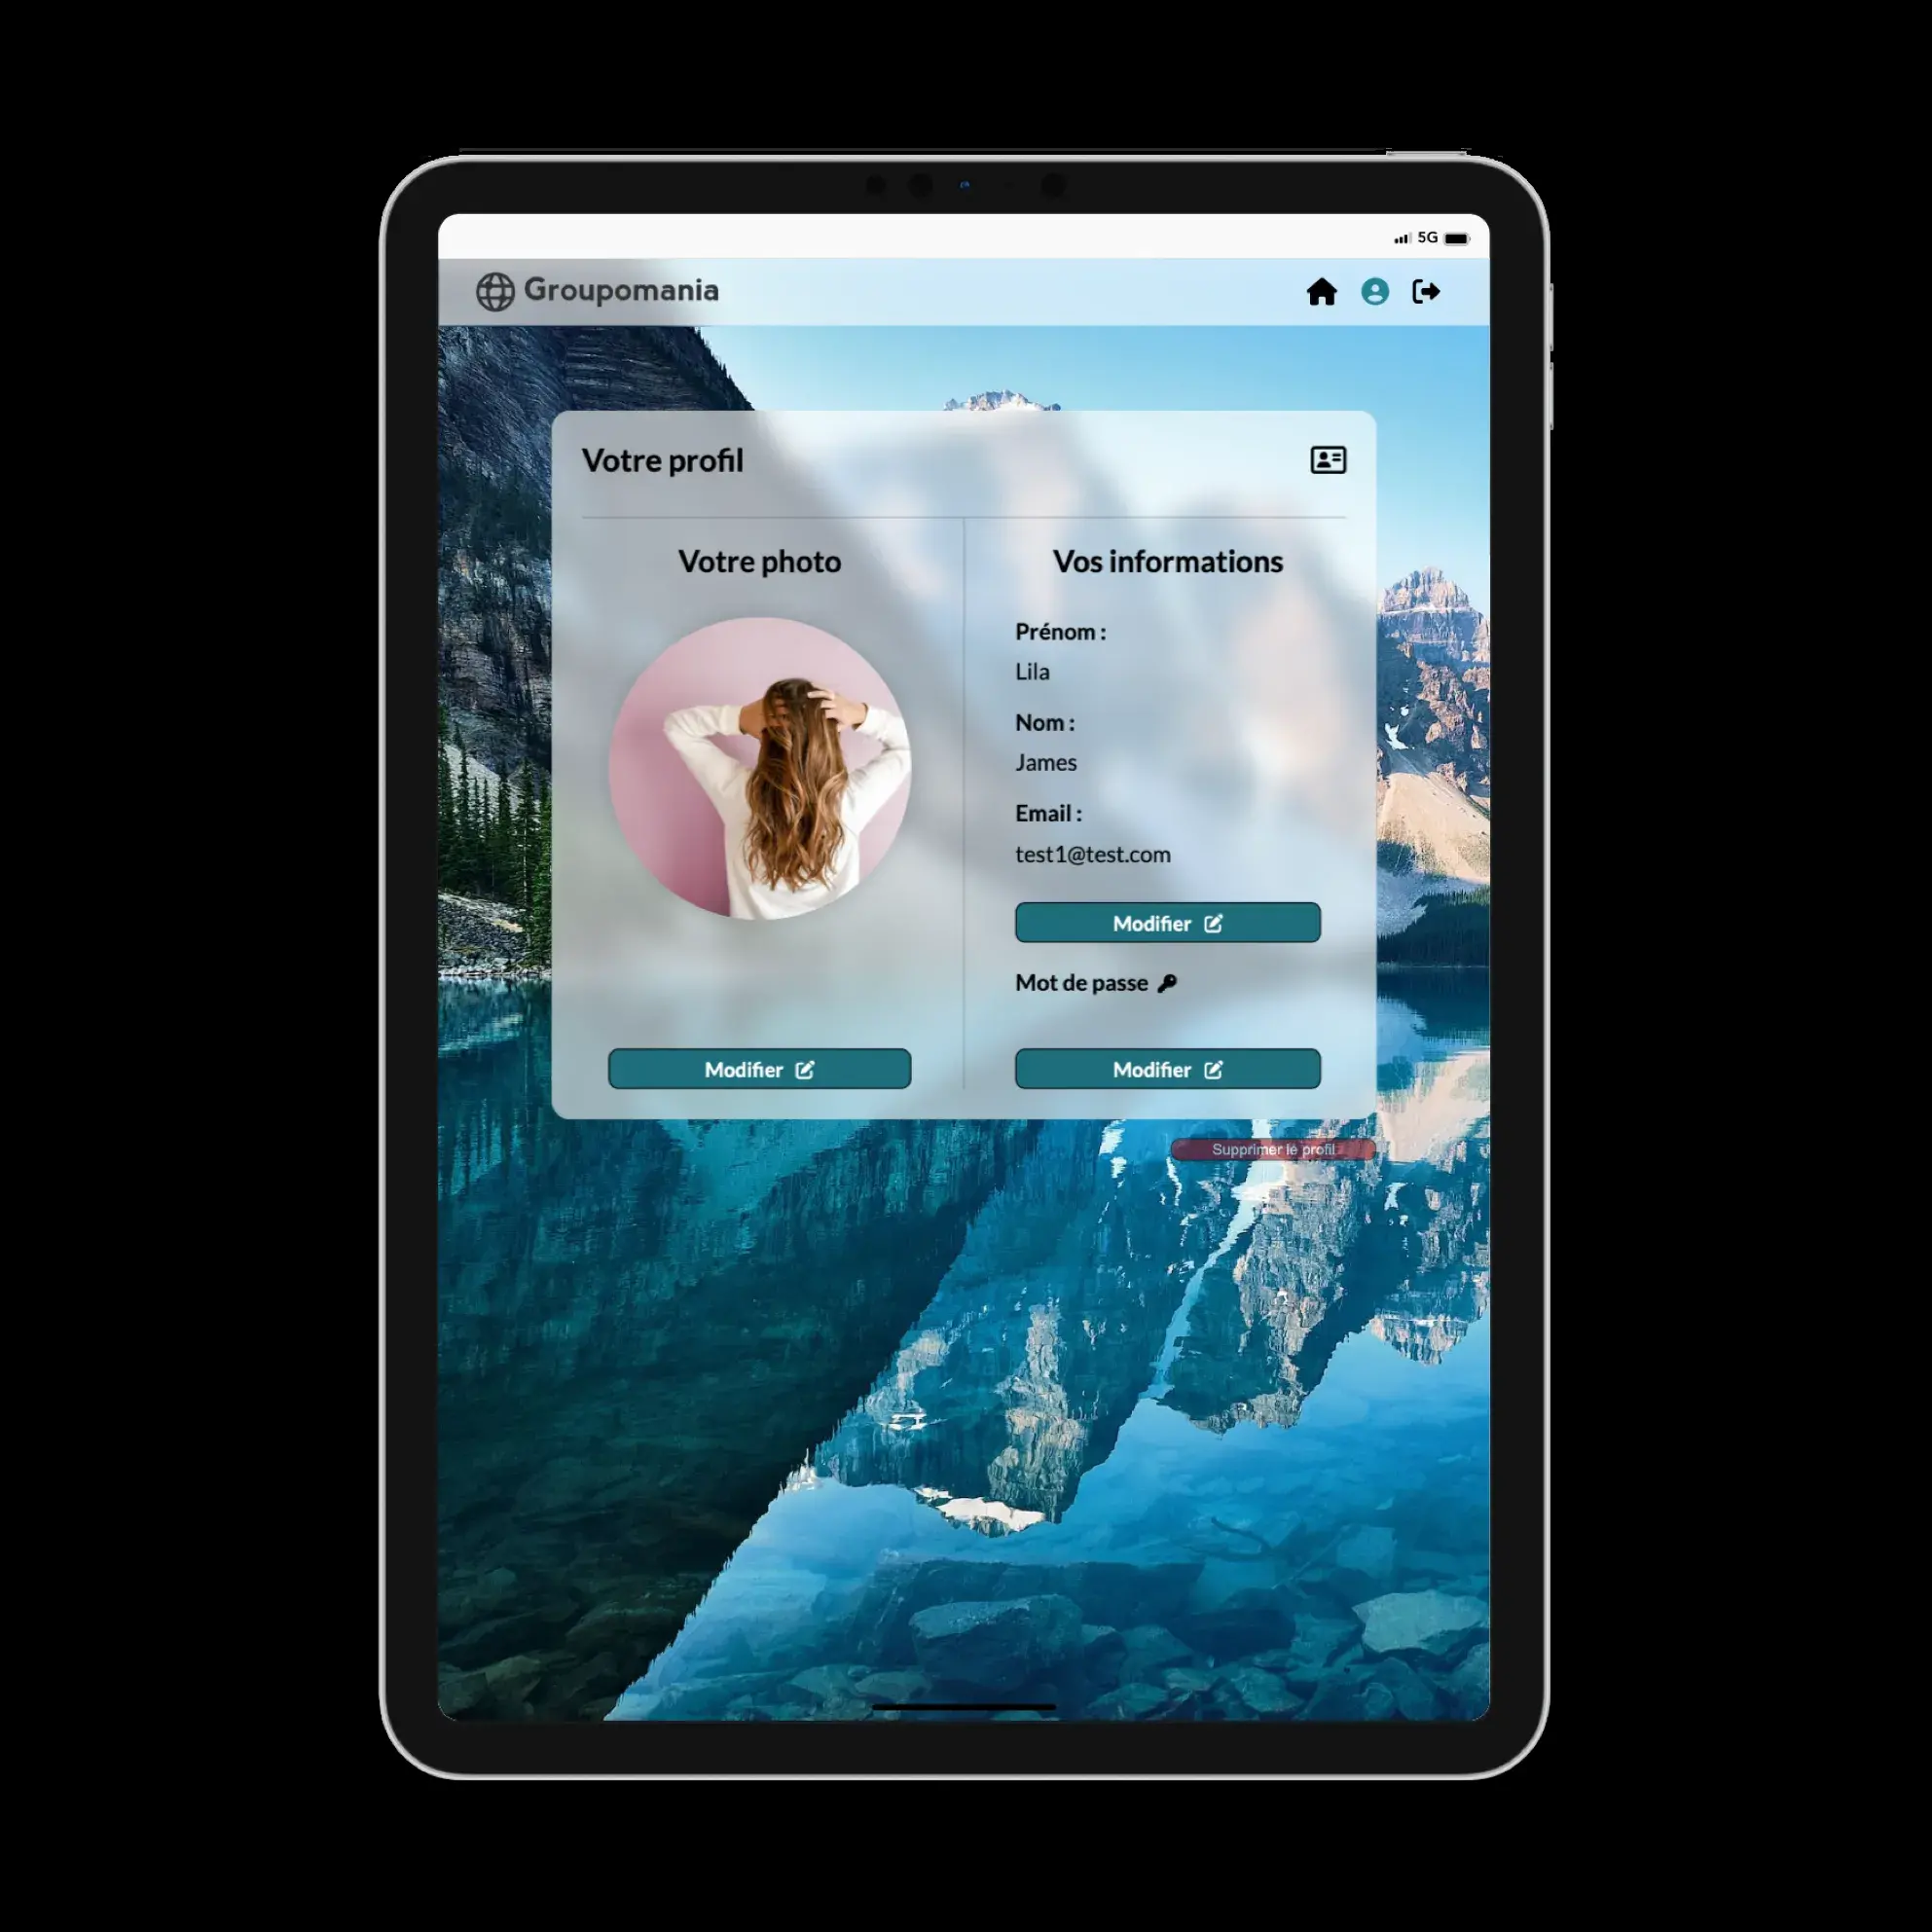 5G
Groupomania
Votre profil
Votre photo
Vos informations
Prénom :
Lila
Nom :
James
Email :
test1@test.com
Modifier
Mot de passe
Modifier
Modifier
Supprimer le profil